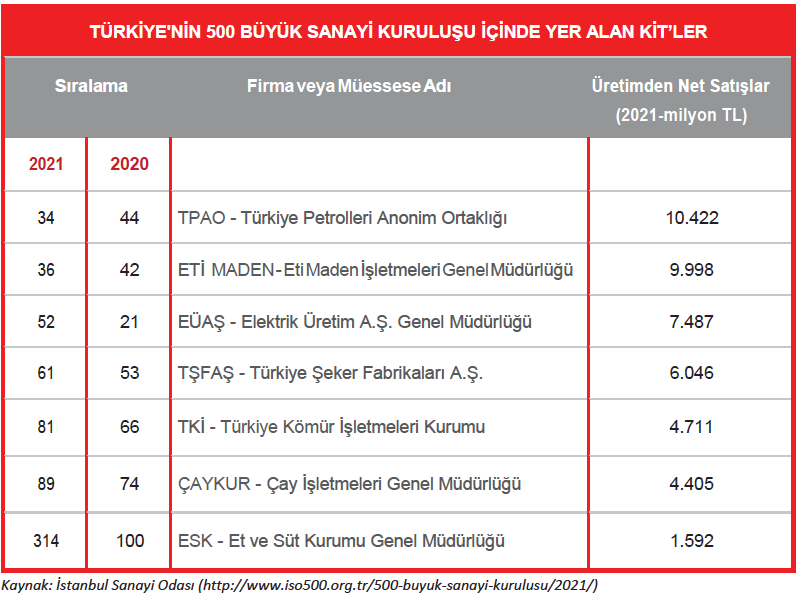 TÜRKİYE'NİN 500 BÜYÜK SANAYİ KURULUŞU İÇİNDE YER ALAN KİT'LER
Sıralama Firma veya Müessese Adı Üretimden Net Satışlar
(2021-milyon TL)
2021 2020
34 44 TPAO - Türkiye Petrolleri Anonim Ortaklığı 10.422
36 42 ETİ MADEN- Eti Maden İşletmeleri Genel Müdürlüğü 9.998
52 21 EÜAŞ - Elektrik Üretim A.Ş. Genel Müdürlüğü 7.487
61 53 TŞFAŞ - Türkiye Şeker Fabrikaları A.Ş. 6.046
81 66 TKİ - Türkiye Kömür İşletmeleri Kurumu 4.711
89 74 ÇAYKUR - Çay İşletmeleri Genel Müdürlüğü 4.405
314 100 ESK - Et ve Süt Kurumu Genel Müdürlüğü 1.592
Kaynak: İstanbul Sanayi Odası (http://www.iso500.org.tr/500-buyuk-sanayi-kurulusu/2021/)